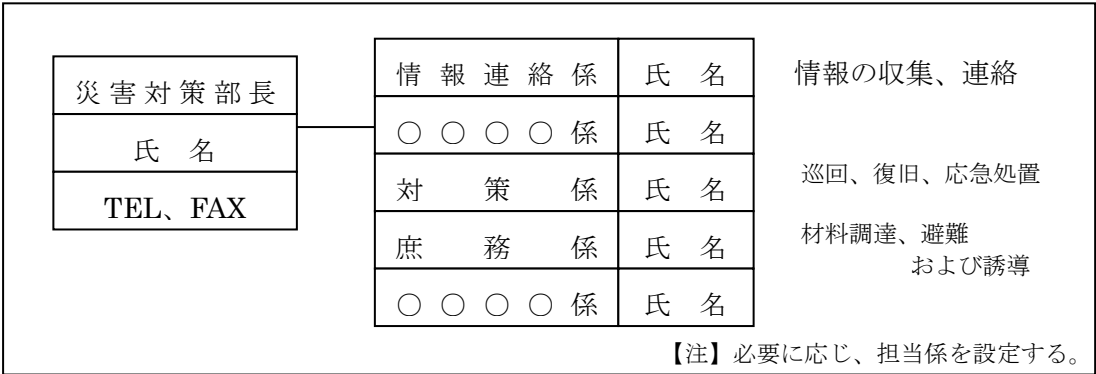 災害対策部長
氏 名
TEL、FAX
情報連絡係 氏 名 情報の収集、連絡
○○○○係 氏 名
対策係 氏 名 巡回、復旧、応急処置
庶務係 氏 名 材料調達、避難
および誘導
○○○○係 氏 名
【注】必要に応じ、担当係を設定する。